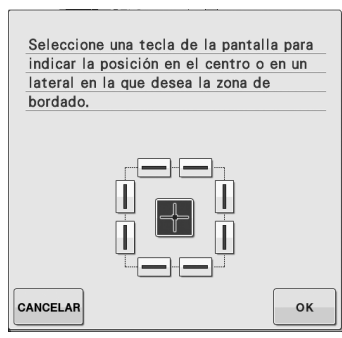 Seleccione una tecla de la pantalla para
indicar la posición en el centro o en un
lateral en la que desea la zona de
bordado.
CANCELAR
OK